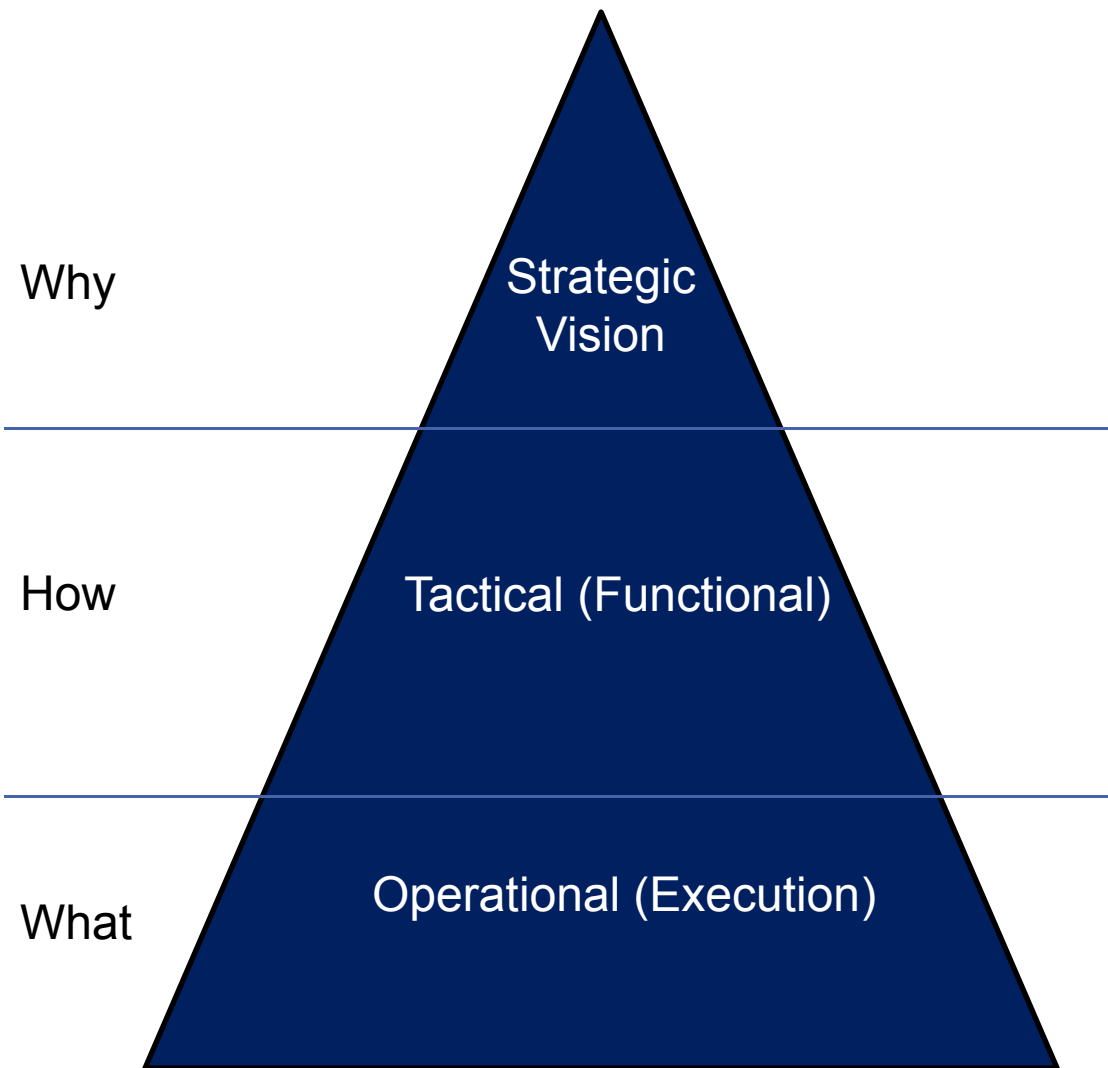 Why
Strategic
Vision
How
Tactical (Functional)
What
Operational (Execution)